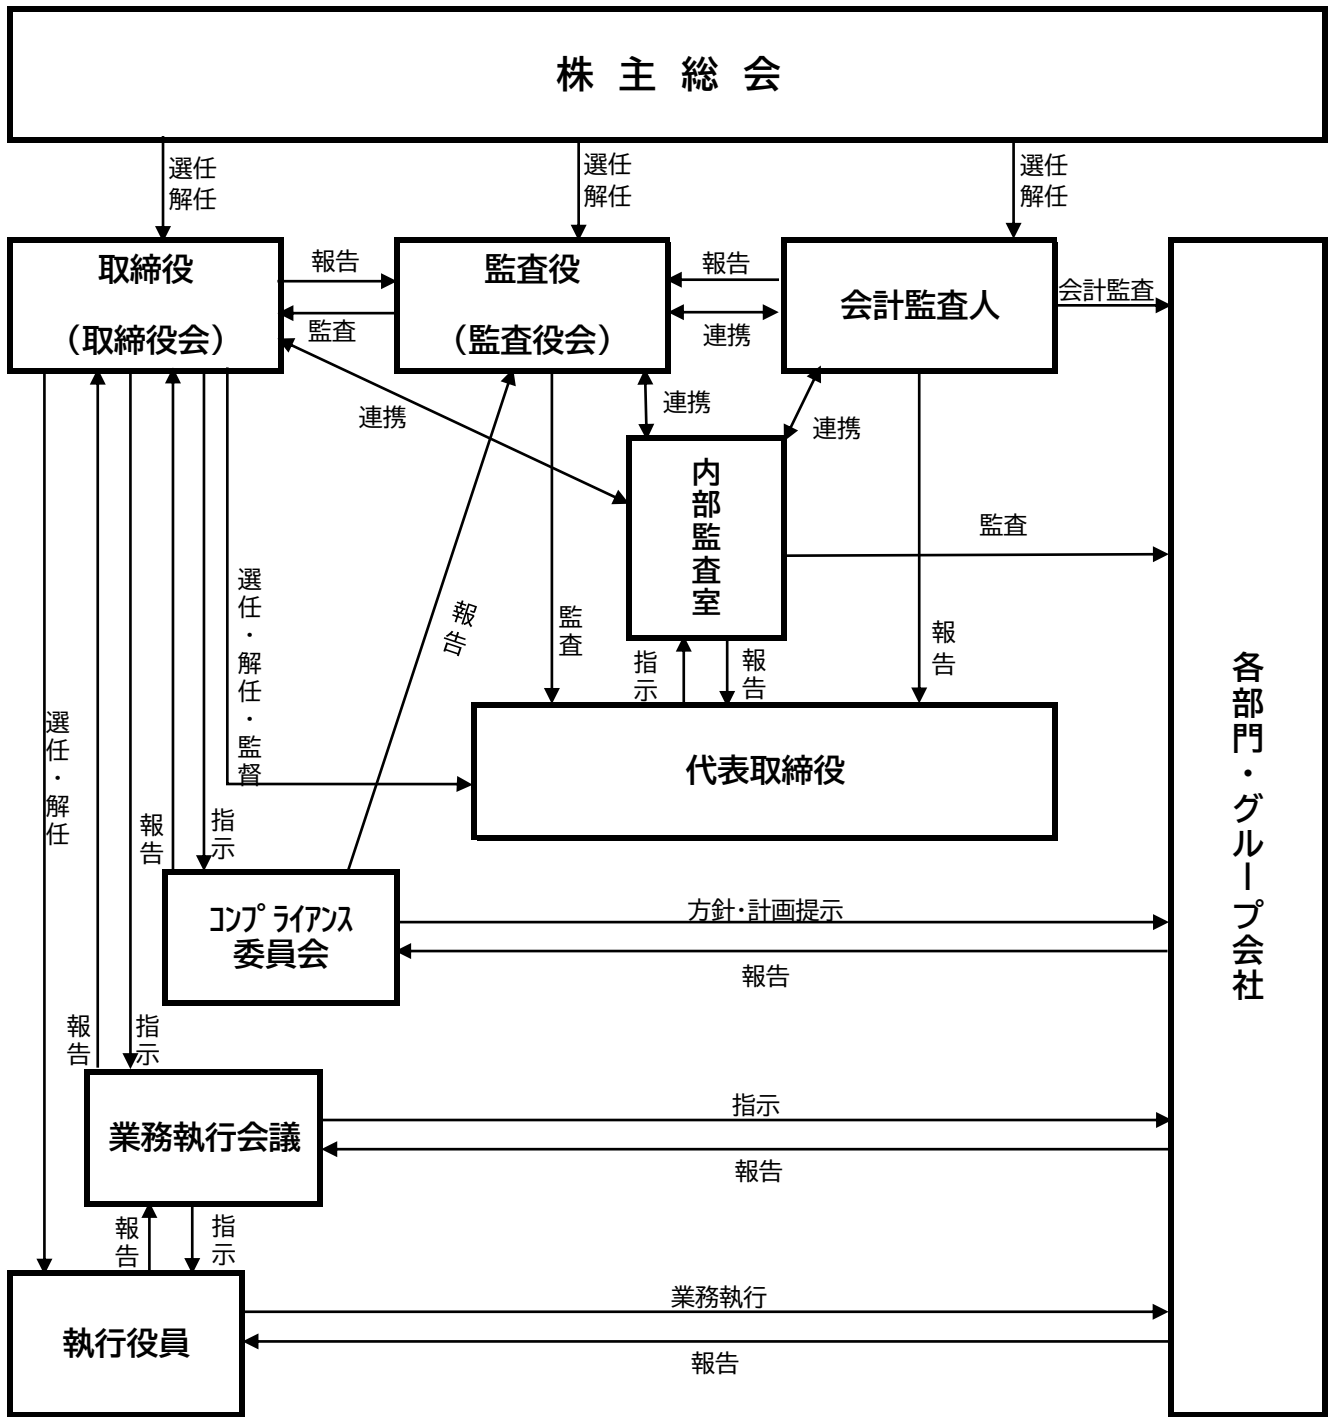 株 主 総 会
選任
解任
選任
解任
選任
解任
取締役
（取締役会）
報告
監査
監査役
（監査役会）
報告
連携
会計監査人
会計監査
連携
連携
連携
内部監査室
監査
選任・解任・監督
報告
監査
指示
報告
報告
各部門・グループ会社
代表取締役
選任・解任
報告
指示
ｺﾝﾌﾟﾗｲｱﾝｽ
委員会
方針･計画提示
報告
報告
指示
業務執行会議
指示
報告
報告
指示
執行役員
業務執行
報告